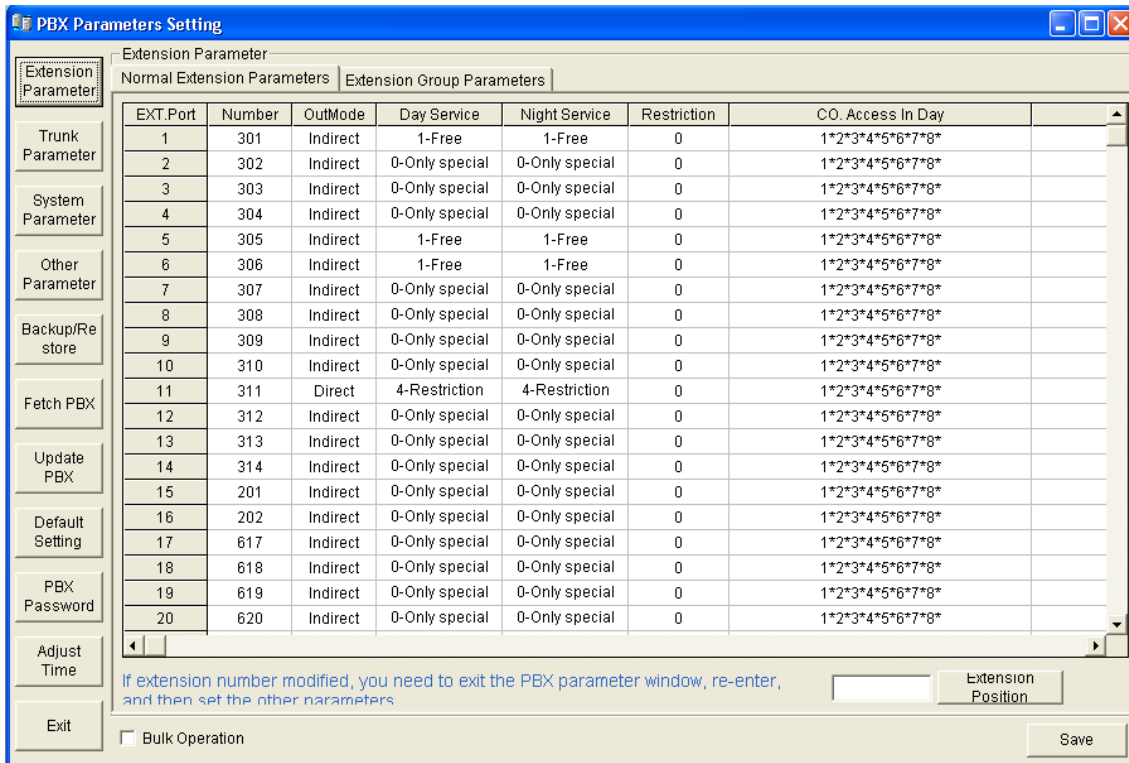 PBX Parameters Setting
Extension Parameter
Extension
Parameter
Trunk
Parameter
System
Parameter
Other
Parameter
Backup/Re
store
Fetch PBX
Update
PBX
Default
Setting
PBX
Password
Adjust
Time
Exit
Normal Extension Parameters Extension Group Parameters
EXT.Port Number OutMode Day Service Night Service Restriction CO. Access In Day
1 301 Indirect 1-Free 1-Free 0 1*2*3*4*5*6*7*8*
2 302 Indirect 0-Only special 0-Only special 0 1*2*3*4*5*6*7*8*
3 303 Indirect 0-Only special 0-Only special 0 1*2*3*4*5*6*7*8*
4 304 Indirect 0-Only special 0-Only special 0 1*2*3*4*5*6*7*8*
5 305 Indirect 1-Free 1-Free 0 1*2*3*4*5*6*7*8*
6 306 Indirect 1-Free 1-Free 0 1*2*3*4*5*6*7*8*
7 307 Indirect 0-Only special 0-Only special 0 1*2*3*4*5*6*7*8*
8 308 Indirect 0-Only special 0-Only special 0 1*2*3*4*5*6*7*8*
9 309 Indirect 0-Only special 0-Only special 0 1*2*3*4*5*6*7*8*
10 310 Indirect 0-Only special 0-Only special 0 1*2*3*4*5*6*7*8*
11 311 Direct 4-Restriction 4-Restriction 0 1*2*3*4*5*6*7*8*
12 312 Indirect 0-Only special 0-Only special 0 1*2*3*4*5*6*7*8*
13 313 Indirect 0-Only special 0-Only special 0 1*2*3*4*5*6*7*8*
14 314 Indirect 0-Only special 0-Only special 0 1*2*3*4*5*6*7*8*
15 201 Indirect 0-Only special 0-Only special 0 1*2*3*4*5*6*7*8*
16 202 Indirect 0-Only special 0-Only special 0 1*2*3*4*5*6*7*8*
17 617 Indirect 0-Only special 0-Only special 0 1*2*3*4*5*6*7*8*
18 618 Indirect 0-Only special 0-Only special 0 1*2*3*4*5*6*7*8*
19 619 Indirect 0-Only special 0-Only special 0 1*2*3*4*5*6*7*8*
20 620 Indirect 0-Only special 0-Only special 0 1*2*3*4*5*6*7*8*
If extension number modified, you need to exit the PBX parameter window, re-enter,
and then set the other parameters
Extension
Position
Bulk Operation
Save